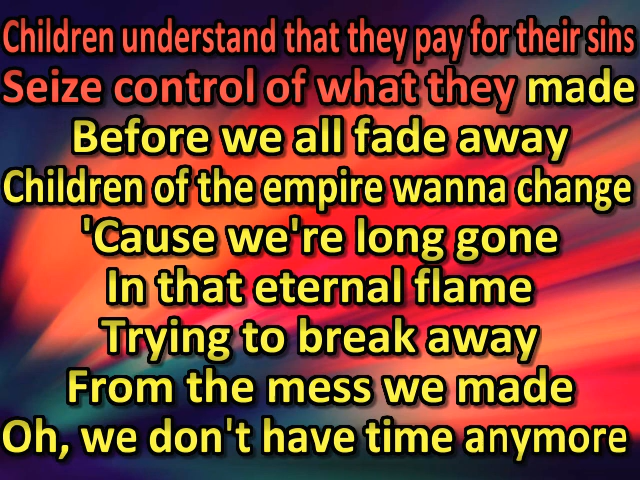 Children understand that they pay for their sins
Seize control of what they made
Before we all fade away
Children of the empire wanna change
'Cause we're long gone
In that eternal flame
Trying to break away
From the mess we made
Oh, we don't have time anymore